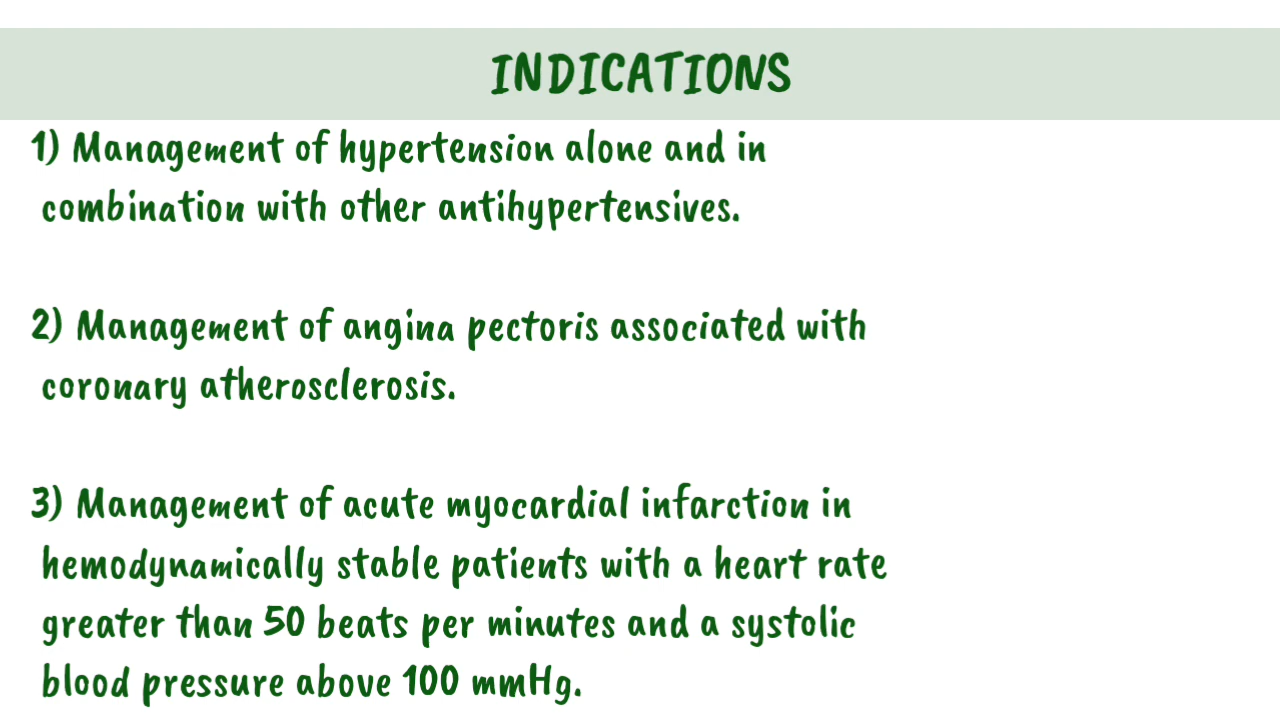 INDICATIONS
1) Management of hypertension alone and in
combination with other antihypertensives.
2) Management of angina pectoris associated with
coronary atherosclerosis.
3) Management of acute myocardial infarction in
hemodynamically stable patients with a heart rate
greater than 50 beats per minutes and a systolic
blood pressure above 100 mmHg.